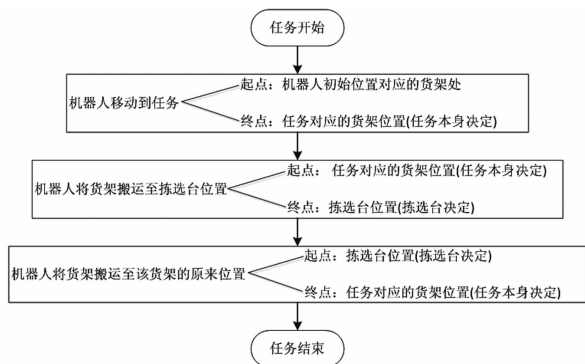 任务开始
起点：机器人初始位置对应的货架处
机器人移动到任务
终点：任务对应的货架位置(任务本身决定)
起点： 任务对应的货架位置(任务本身决定)
机器人将货架搬运至拣选台位置
终点：拣选台位置(拣选台决定)
起点：拣选台位置(拣选台决定)
机器人将货架搬运至该货架的原来位置
终点：任务对应的货架位置(任务本身决定)
任务结束